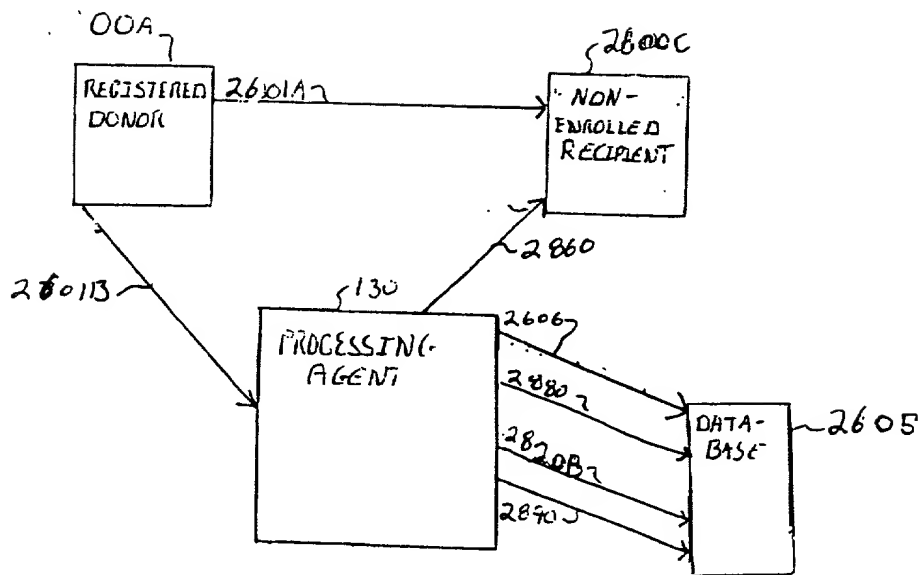 00A
2600C
REGISTERED
DONOR
2601A
NON-
ENROLLED
RECIPIENT
2860
2601B
130
PROCESSING
AGENT
2606
2880
2820B
2890
DATA-
BASE
2605